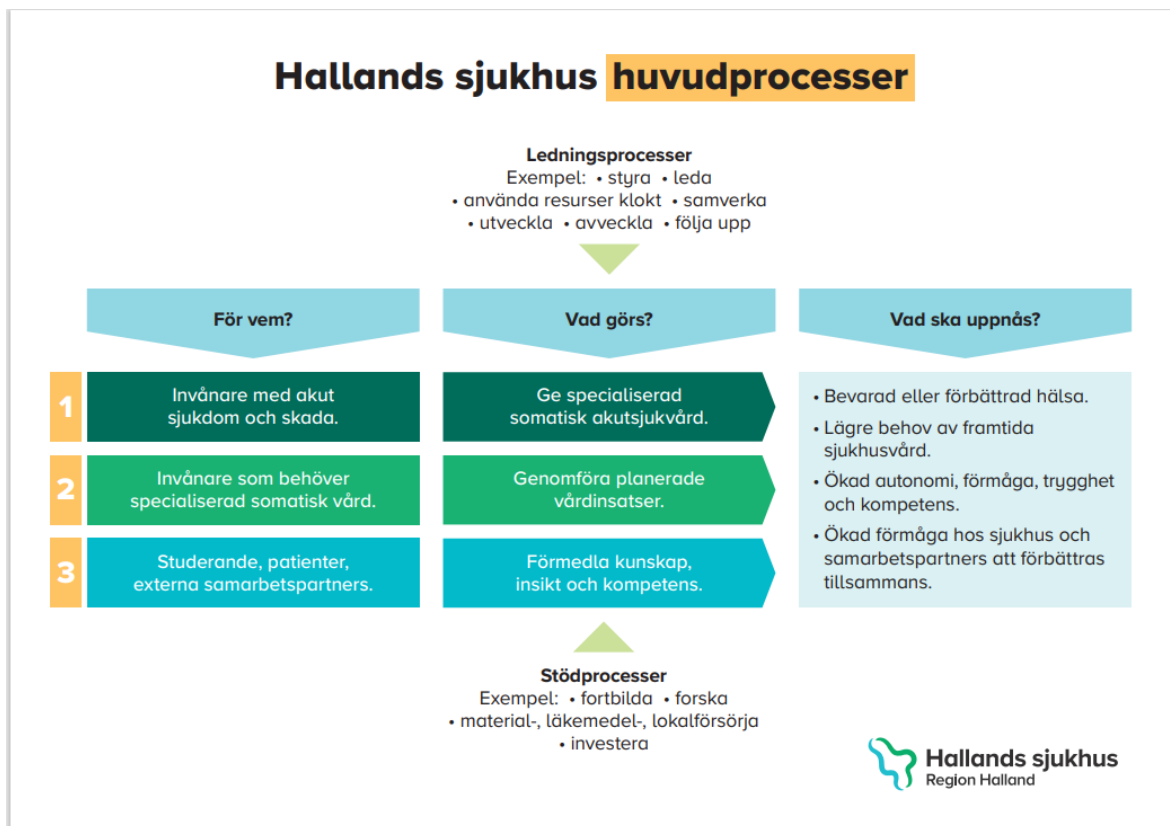 Hallands sjukhus huvudprocesser
Ledningsprocesser
Exempel: • styra • leda
• använda resurser klokt • samverka
• utveckla • avveckla • följa upp
För vem?
Vad görs?
Vad ska uppnås?
1
Invånare med akut
sjukdom och skada.
Ge specialiserad
somatisk akutsjukvård.
2
Invånare som behöver
specialiserad somatisk vård.
Genomföra planerade
vårdinsatser.
3
Studerande, patienter,
externa samarbetspartners.
Förmedla kunskap,
insikt och kompetens.
• Bevarad eller förbättrad hälsa.
• Lägre behov av framtida
sjukhusvård.
• Ökad autonomi, förmåga, trygghet
och kompetens.
• Ökad förmåga hos sjukhus och
samarbetspartners att förbättras
tillsammans.
Stödprocesser
Exempel: • fortbilda • forska
• material-, läkemedel-, lokalförsörja
• investera
Hallands sjukhus
Region Halland